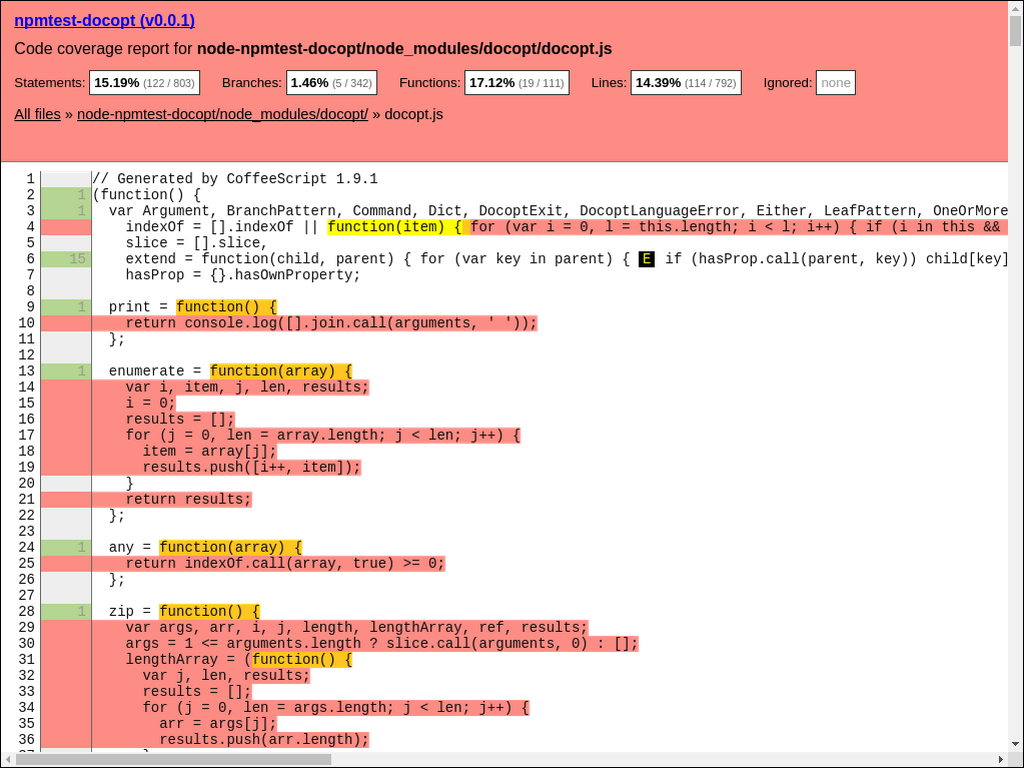 npmtest-docopt (v0.0.1)
Code coverage report for node-npmtest-docopt/node_modules/docopt/docopt.js
Statements: 15.19% (122 / 803) Branches: 1.46% (5 / 342) Functions: 17.12% (19 / 111) Lines: 14.39% (114 / 792) Ignored: none
All files » node-npmtest-docopt/node_modules/docopt/ » docopt.js
1 // Generated by CoffeeScript 1.9.1
2 1 (function() {
3 1 var Argument, BranchPattern, Command, Dict, DocoptExit, DocoptLanguageError, Either, LeafPattern, OneOrMore
4 indexOf = [].indexOf || function(item) { for (var i = 0, l = this.length; i < l; i++) { if (i in this &&
5 slice = [].slice,
6 15 extend = function(child, parent) { for (var key in parent) { E if (hasProp.call(parent, key)) child[key]
7 hasProp = {}.hasOwnProperty;
8
9 1 print = function() {
10 return console.log([].join.call(arguments, ' '));
11 };
12
13 1 enumerate = function(array) {
14 var i, item, j, len, results;
15 i = 0;
16 results = [];
17 for (j = 0, len = array.length; j < len; j++) {
18 item = array[j];
19 results.push([i++, item]);
20 }
21 return results;
22 };
23
24 1 any = function(array) {
25 return indexOf.call(array, true) >= 0;
26 };
27
28 1 zip = function() {
29 var args, arr, i, j, length, lengthArray, ref, results;
30 args = 1 <= arguments.length ? slice.call(arguments, 0) : [];
31 lengthArray = (function() {
32 var j, len, results;
33 results = [];
34 for (j = 0, len = args.length; j < len; j++) {
35 arr = args[j];
36 results.push(arr.length);